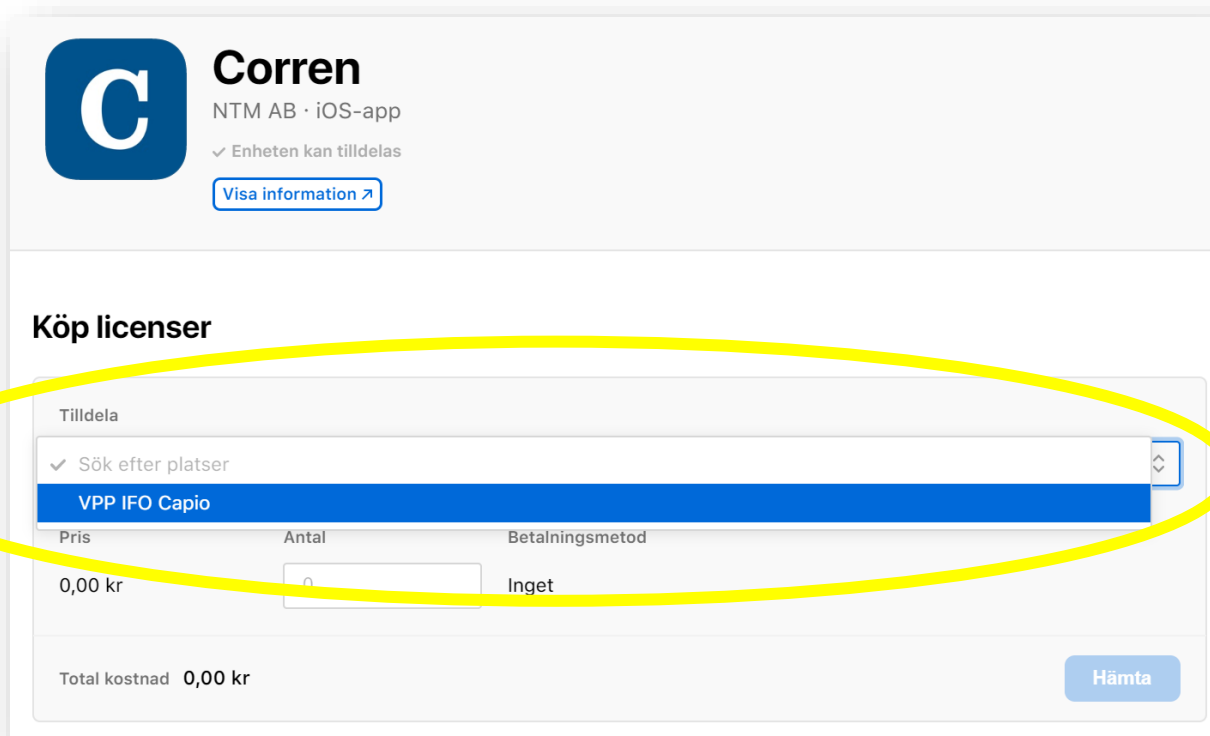 C
Corren
NTM AB · iOS-app
✓ Enheten kan tilldelas
Visa information ↗
Köp licenser
Tilldela
✓ Sök efter platser
VPP IFO Capio
Pris Antal Betalningsmetod
0,00 kr 0 Inget
Total kostnad 0,00 kr
Hämta